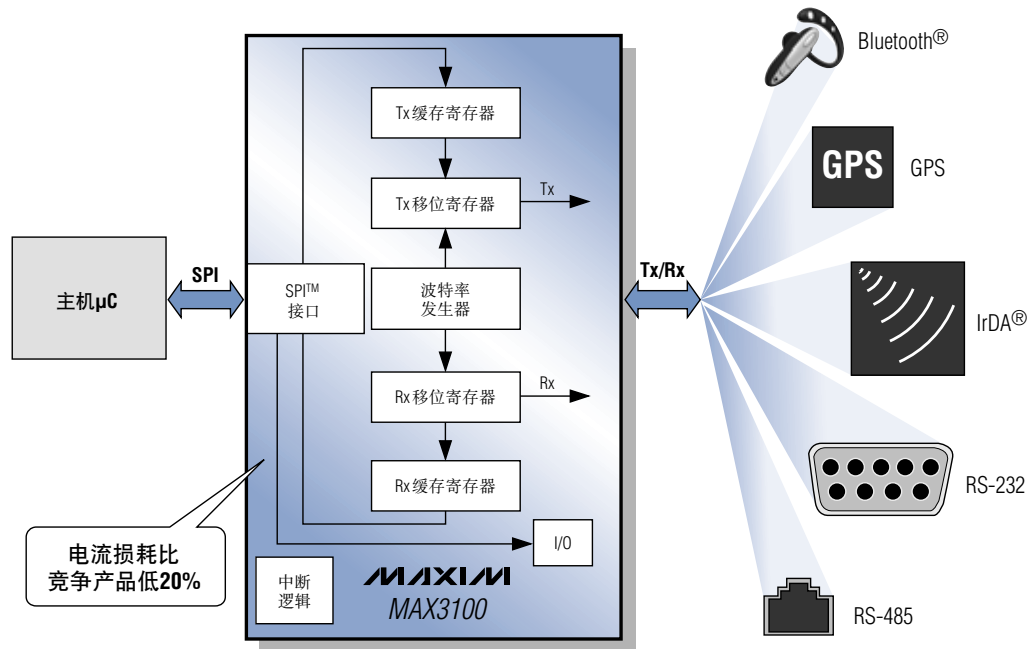 主机µC
SPI
SPI™
接口
Tx缓存寄存器
Tx移位寄存器
Tx
波特率
发生器
Rx移位寄存器
Rx
Rx缓存寄存器
I/O
中断
逻辑
MAXIM
MAX3100
电流损耗比
竞争产品低20%
Tx/Rx
Bluetooth®
GPS
GPS
IrDA®
RS-232
RS-485